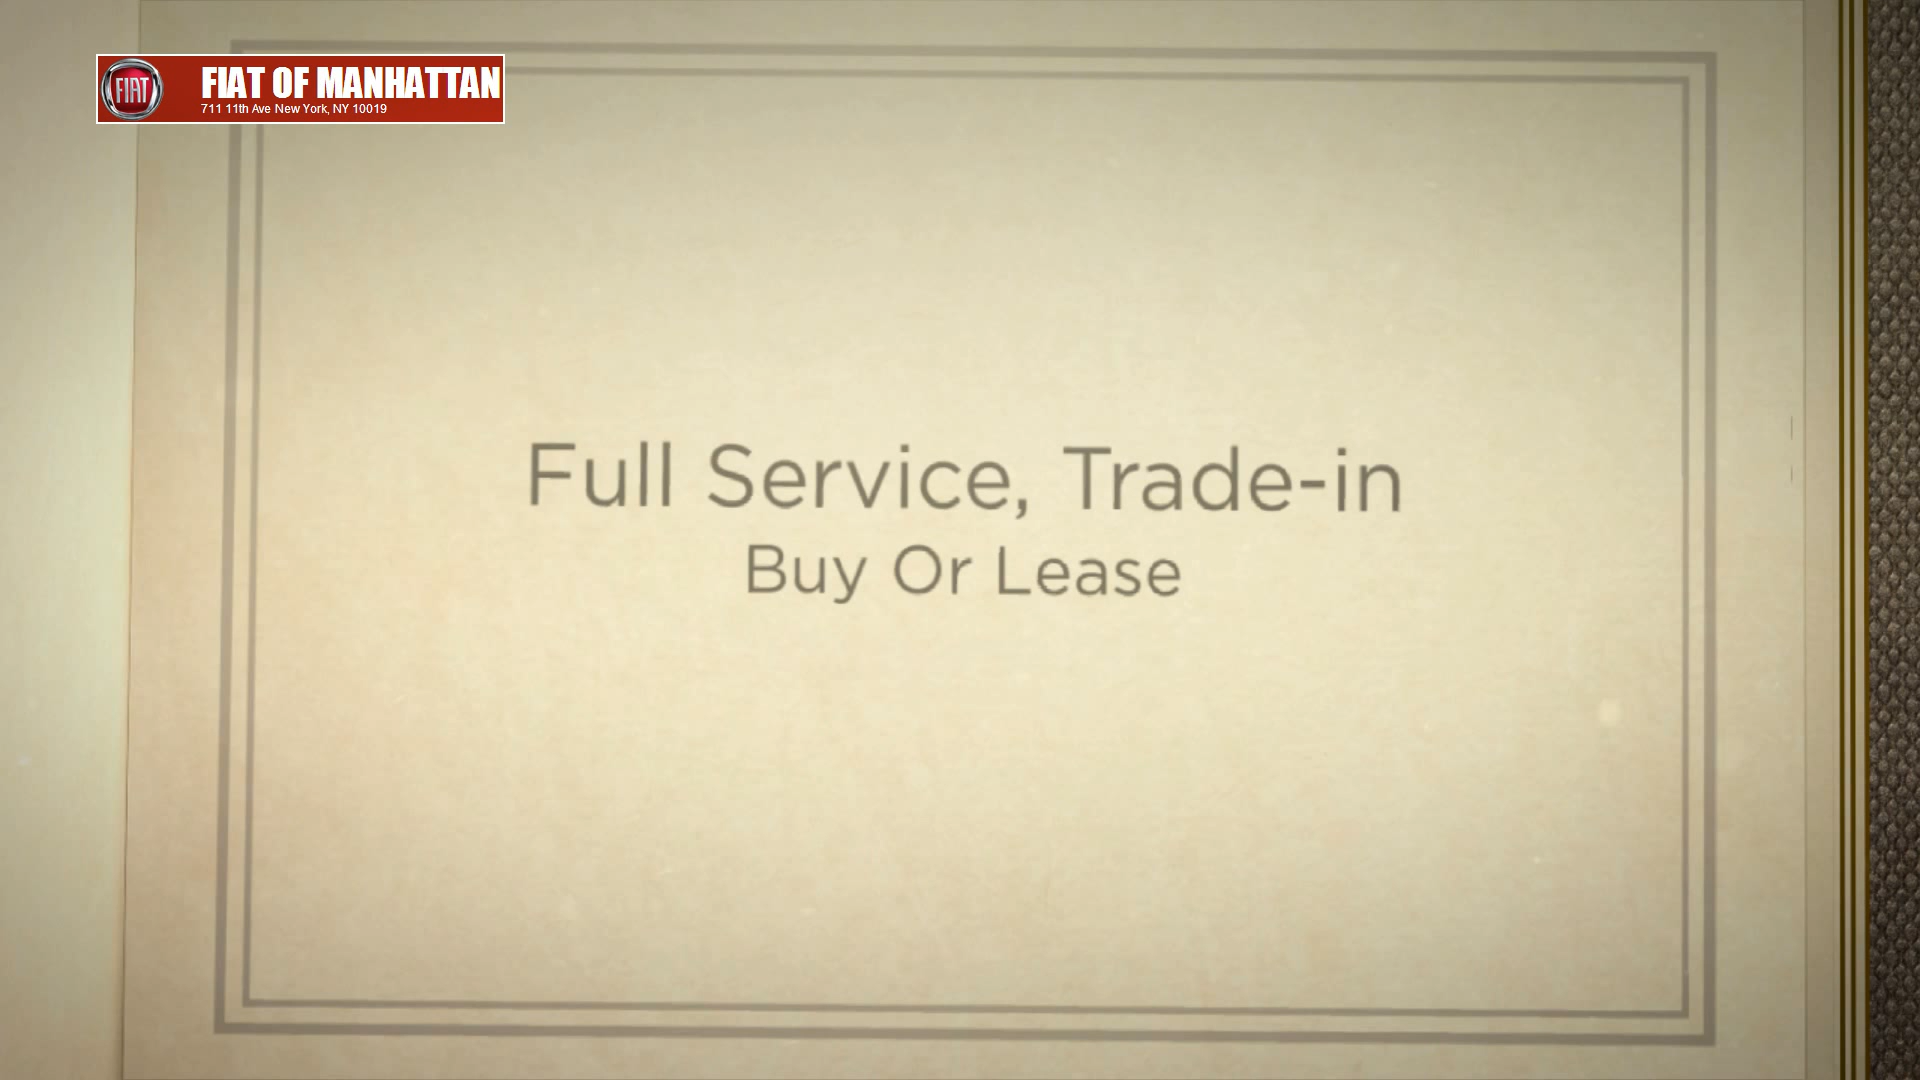 FIAT
FIAT OF MANHATTAN
711 11th Ave New York, NY 10019
Full Service, Trade-in
Buy Or Lease